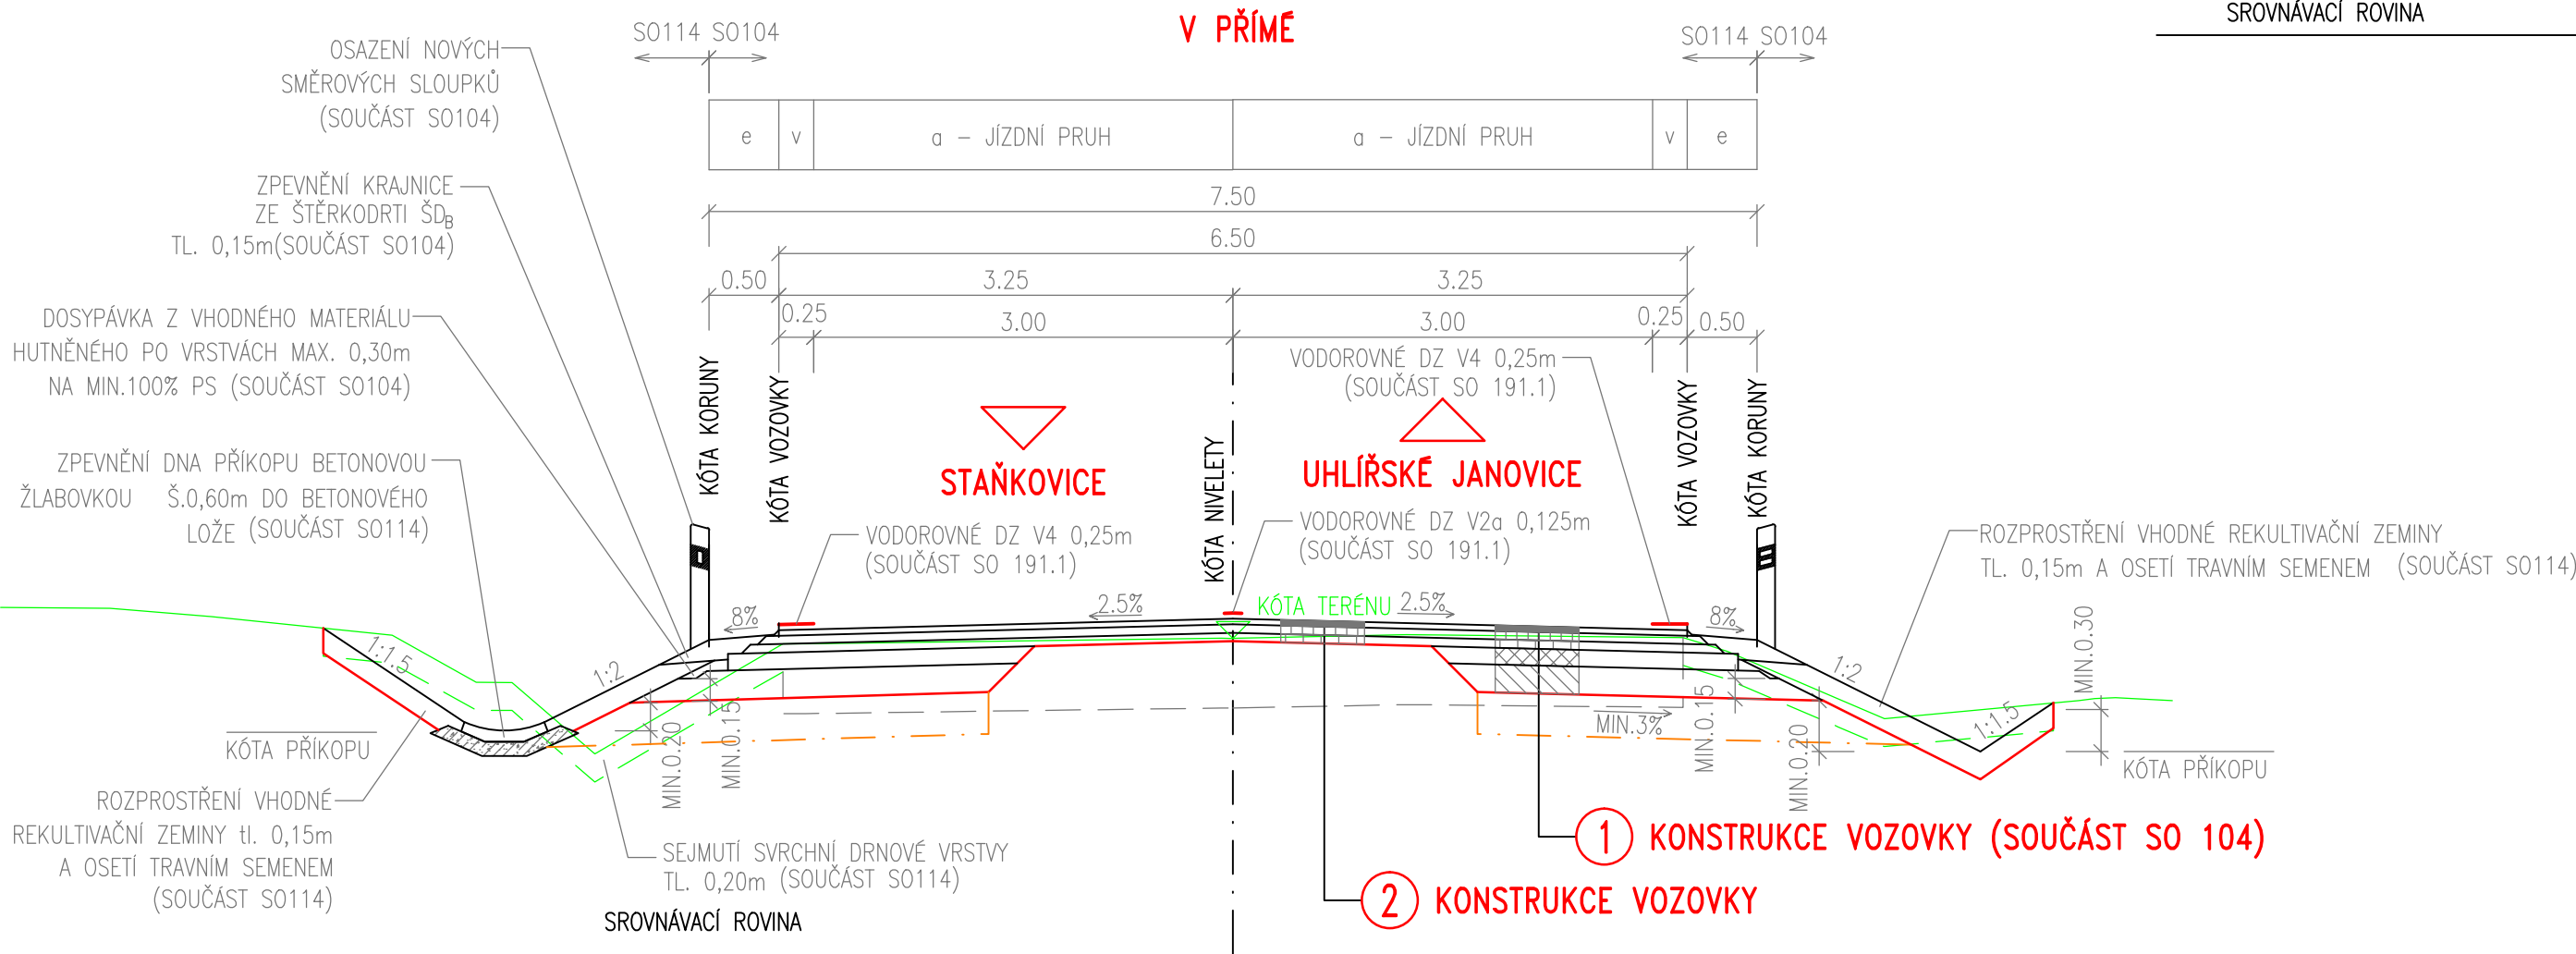 V PŘÍMÉ
SROVNÁVACÍ ROVINA
SO114 SO104
SO114 SO104
OSAZENÍ NOVÝCH
SMĚROVÝCH SLOUPKŮ
(SOUČÁST SO104)
e
v
a – JÍZDNÍ PRUH
a – JÍZDNÍ PRUH
v
e
ZPEVNĚNÍ KRAJNICE
ZE ŠTĚRKODRTI ŠDB
TL. 0,15m(SOUČÁST SO104)
7.50
6.50
0.50
3.25
3.25
0.25
3.00
3.00
0.25
0.50
DOSYPÁVKA Z VHODNÉHO MATERIÁLU
HUTNĚNÉHO PO VRSTVÁCH MAX. 0,30m
NA MIN.100% PS (SOUČÁST SO104)
KÓTA KORUNY
KÓTA VOZOVKY
VODOROVNÉ DZ V4 0,25m
(SOUČÁST SO 191.1)
KÓTA VOZOVKY
KÓTA KORUNY
STAŇKOVICE
KÓTA NIVELETY
UHLÍŘSKÉ JANOVICE
ZPEVNĚNÍ DNA PŘÍKOPU BETONOVOU
ŽLABOVKOU Š.0,60m DO BETONOVÉHO
LOŽE (SOUČÁST SO114)
VODOROVNÉ DZ V4 0,25m
(SOUČÁST SO 191.1)
VODOROVNÉ DZ V2a 0,125m
(SOUČÁST SO 191.1)
ROZPROSTŘENÍ VHODNÉ REKULTIVAČNÍ ZEMINY
TL. 0,15m A OSETÍ TRAVNÍM SEMENEM (SOUČÁST SO114)
8%
2.5%
KÓTA TERÉNU
2.5%
8%
1:1.5
1:2
1:2
1:1.5
MIN.0.30
MIN.0.20
MIN.0.15
MIN.3%
MIN.0.15
MIN.0.20
KÓTA PŘÍKOPU
KÓTA PŘÍKOPU
ROZPROSTŘENÍ VHODNÉ
REKULTIVAČNÍ ZEMINY tl. 0,15m
A OSETÍ TRAVNÍM SEMENEM
(SOUČÁST SO114)
SEJMUTÍ SVRCHNÍ DRNOVÉ VRSTVY
TL. 0,20m (SOUČÁST SO114)
SROVNÁVACÍ ROVINA
1 KONSTRUKCE VOZOVKY (SOUČÁST SO 104)
2 KONSTRUKCE VOZOVKY